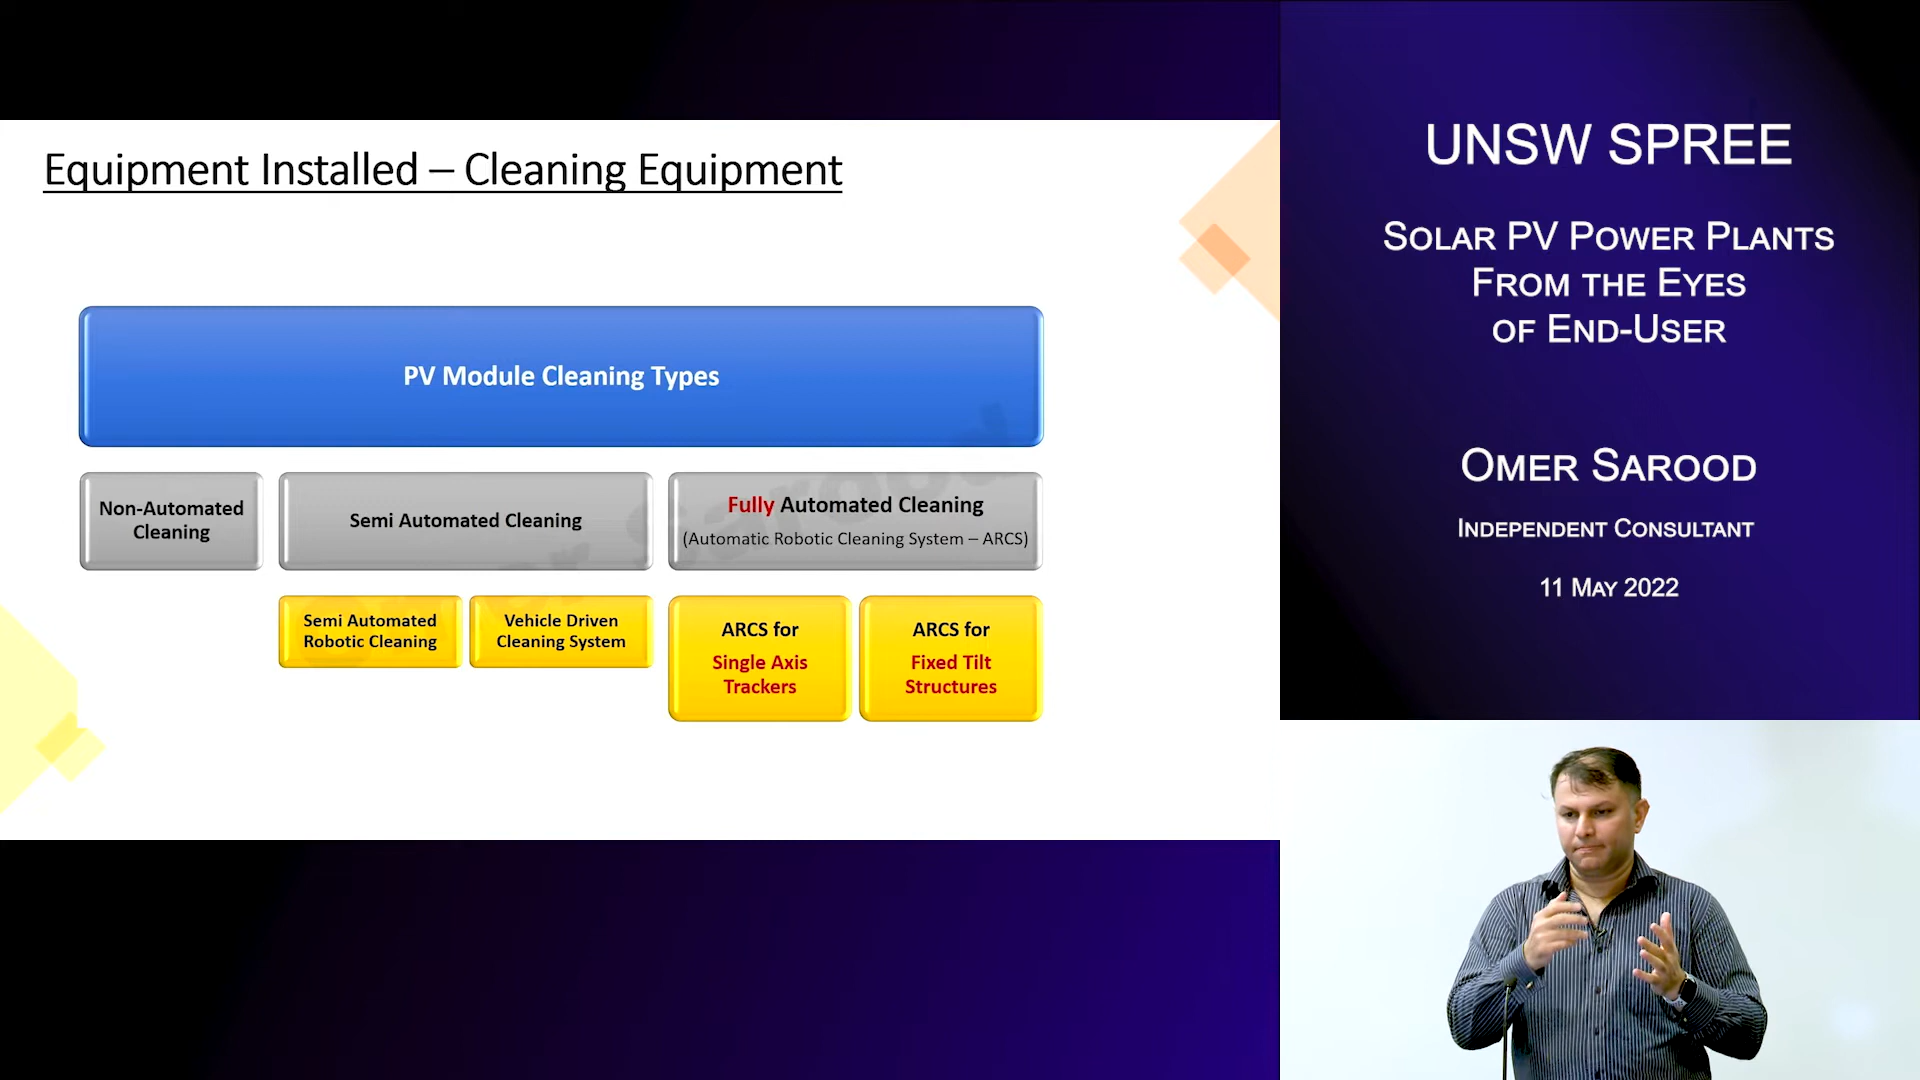 Equipment Installed – Cleaning Equipment
PV Module Cleaning Types
Non-Automated
Cleaning
Semi Automated Cleaning
Fully Automated Cleaning
(Automatic Robotic Cleaning System – ARCS)
Semi Automated
Robotic Cleaning
Vehicle Driven
Cleaning System
ARCS for
Single Axis
Trackers
ARCS for
Fixed Tilt
Structures
Omer Sarood
UNSW SPREE
SOLAR PV POWER PLANTS
FROM THE EYES
OF END-USER
OMER SAROOD
INDEPENDENT CONSULTANT
11 MAY 2022